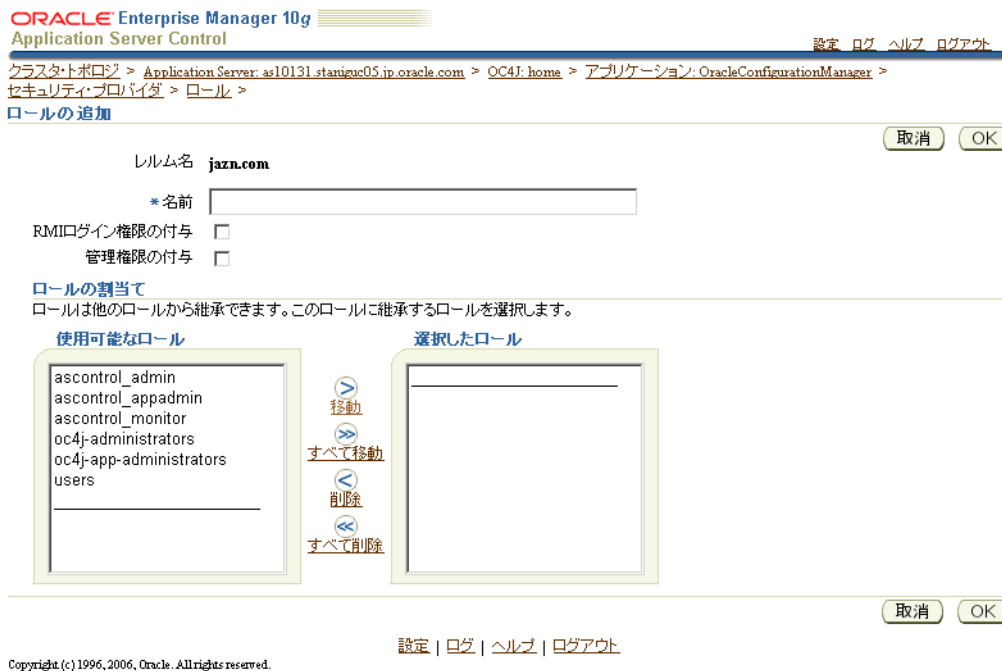 ORACLE Enterprise Manager 10g
Application Server Control
設定 ログ ヘルプ ログアウト
クラスタ・トポロジ > Application Server: as10131.staniguc05.jp.oracle.com > OC4J: home > アプリケーション: OracleConfigurationManager >
セキュリティ・プロバイダ > ロール >
ロールの追加
取消 OK
レルム名 jazn.com
*名前
RMIログイン権限の付与
管理権限の付与
ロールの割当て
ロールは他のロールから継承できます。このロールに継承するロールを選択します。
使用可能なロール
選択したロール
ascontrol_admin
ascontrol_appadmin
ascontrol_monitor
oc4j-administrators
oc4j-app-administrators
users
移動
すべて移動
削除
すべて削除
取消 OK
設定 | ログ | ヘルプ | ログアウト
Copyright (c) 1996, 2006, Oracle. All rights reserved.